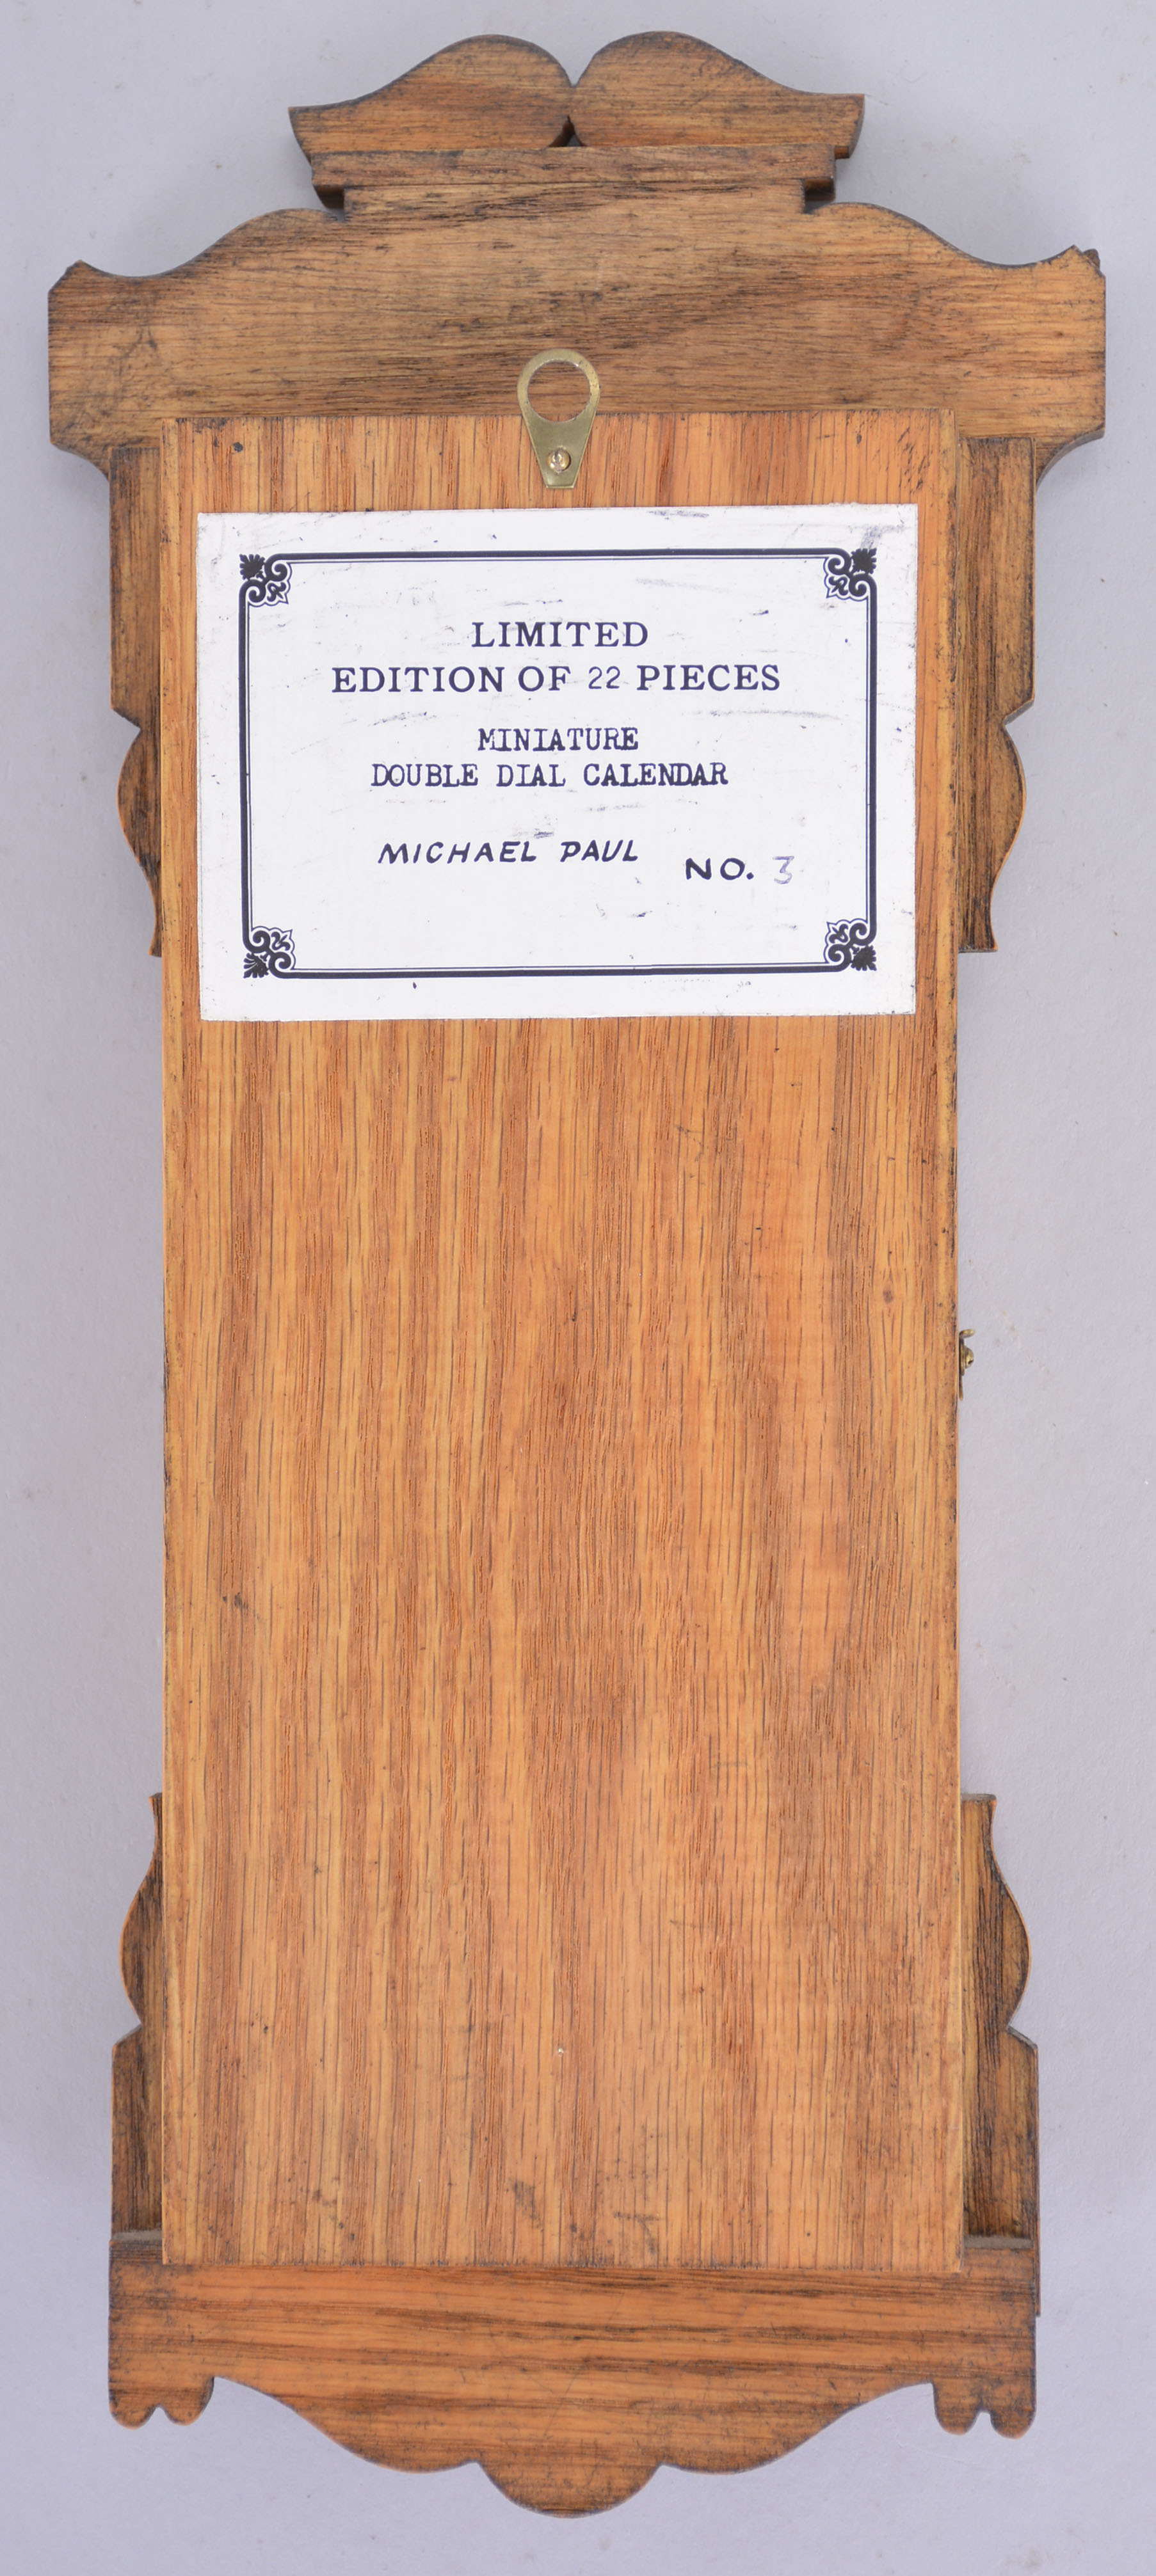 LIMITED
EDITION OF 22 PIECES
MINIATURE
DOUBLE DIAL CALENDAR
MICHAEL PAUL NO. 3